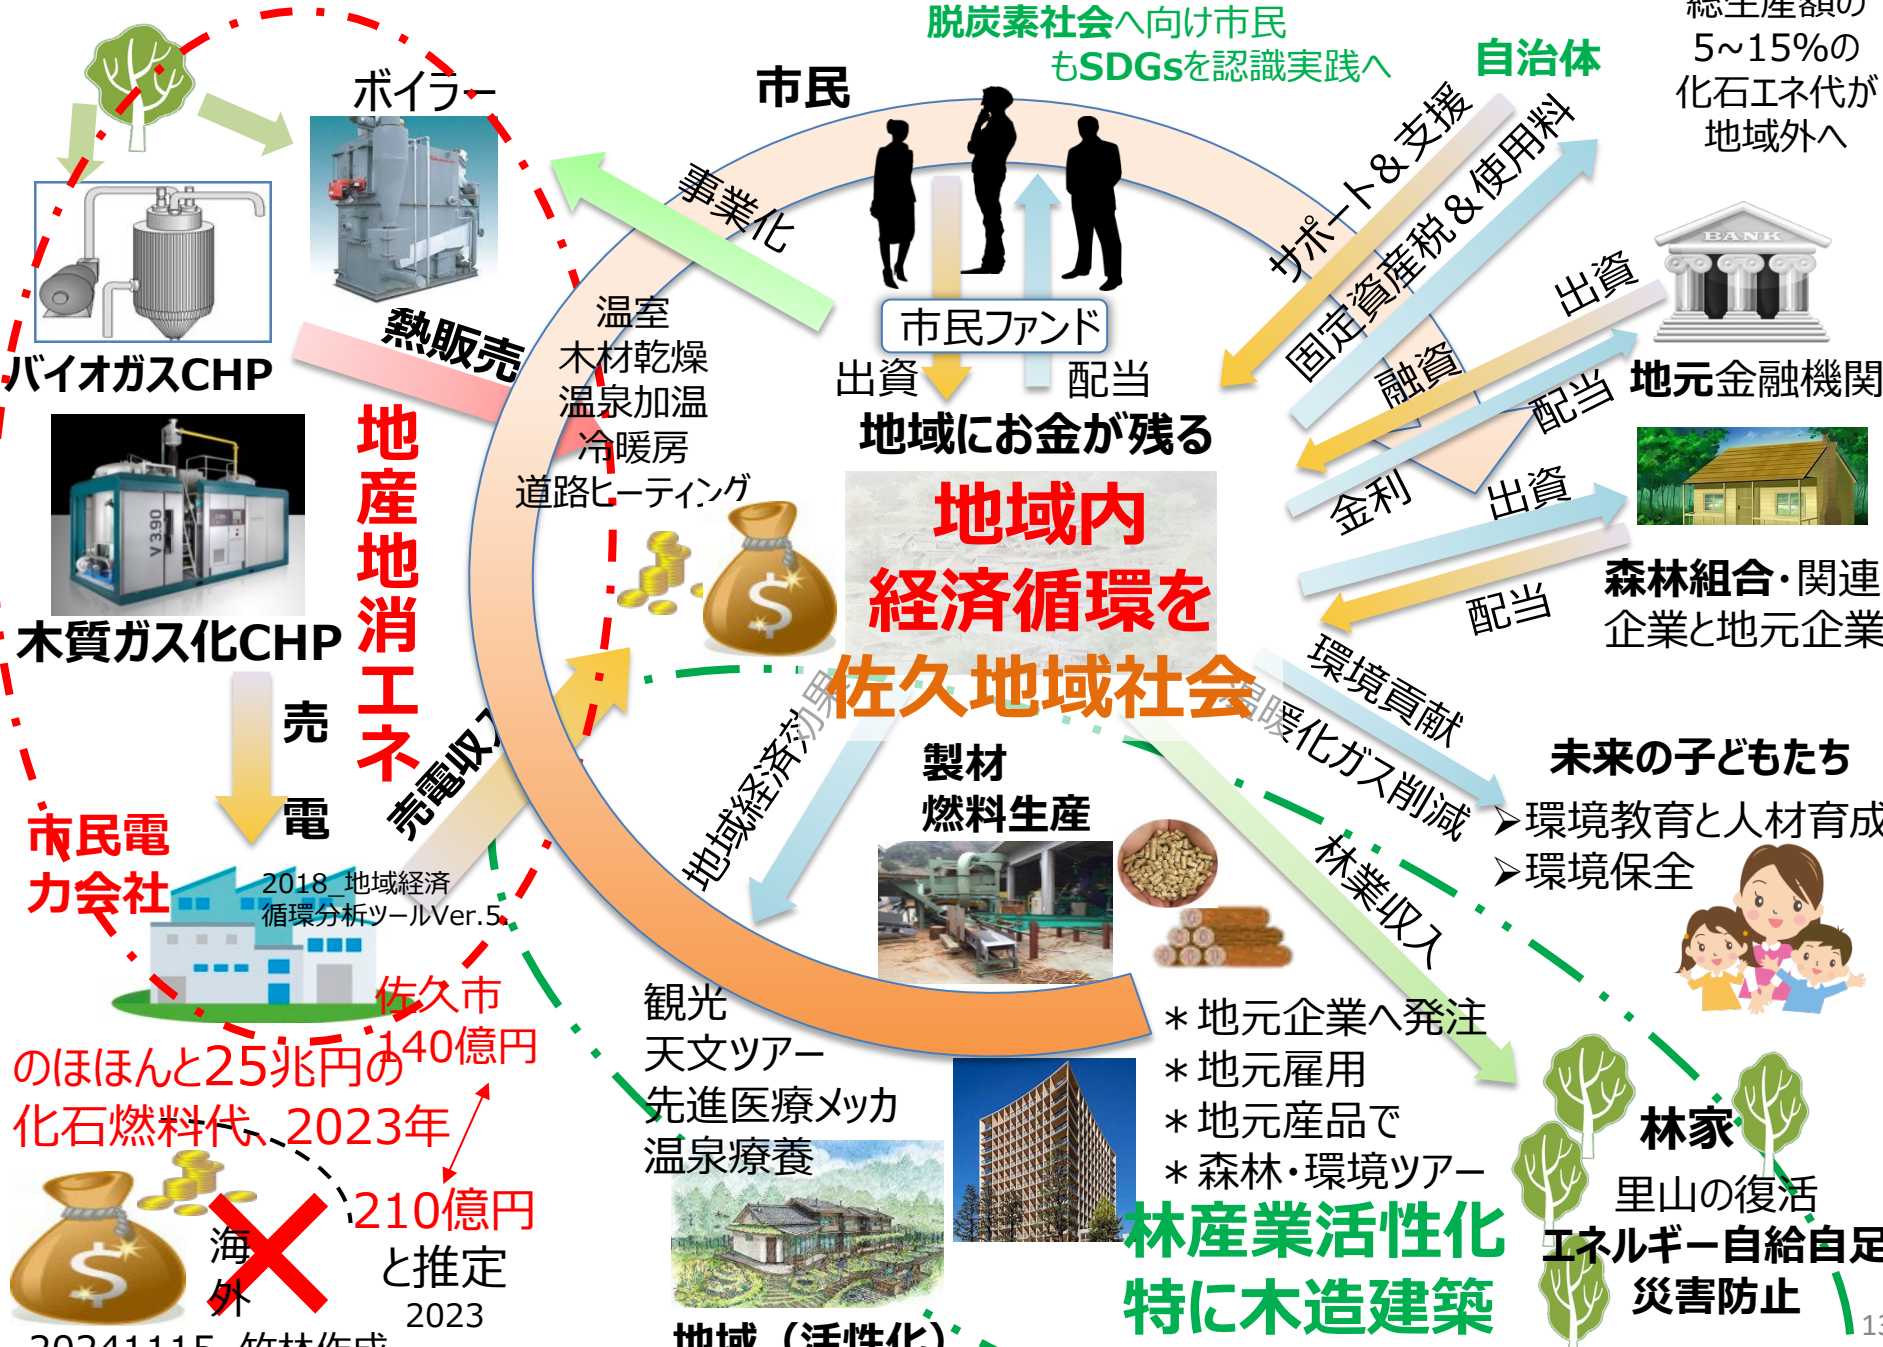 脱炭素社会へ向け市民
もSDGsを認識実践へ
自治体
総生産額の
5~15%の
化石エネ代が
地域外へ
ボイラー
市民
事業化
サポート＆支援
固定資産税＆使用料
BANK
出資
融資
配当
金利
地元金融機関
バイオガスCHP
熱販売
温室
木材乾燥
温泉加温
冷暖房
道路ヒーティング
市民ファンド
出資
配当
地域にお金が残る
地域内
経済循環を
佐久地域社会
地産地消エネ
V390
木質ガス化CHP
売電
売電収入
出資
配当
森林組合・関連
企業と地元企業
環境貢献
温暖化ガス削減
地域経済効果
製材
燃料生産
林業収入
未来の子どもたち
➢環境教育と人材育成
➢環境保全
市民電
力会社
2018_地域経済
循環分析ツールVer.5
佐久市
140億円
のほほんと25兆円の
化石燃料代、2023年
210億円
と推定
2023
海外
20241115 竹林作成
観光
天文ツアー
先進医療メッカ
温泉療養
地域（活性化）
＊地元企業へ発注
＊地元雇用
＊地元産品で
＊森林・環境ツアー
林産業活性化
特に木造建築
林家
里山の復活
エネルギー自給自足
災害防止
13